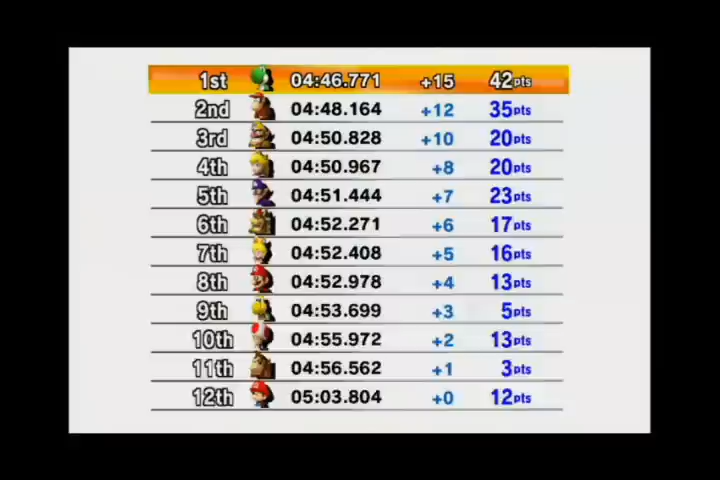 1st 04:46.771 +15 42pts
2nd 04:48.164 +12 35pts
3rd 04:50.828 +10 20pts
4th 04:50.967 +8 20pts
5th 04:51.444 +7 23pts
6th 04:52.271 +6 17pts
7th 04:52.408 +5 16pts
8th 04:52.978 +4 13pts
9th 04:53.699 +3 5pts
10th 04:55.972 +2 13pts
11th 04:56.562 +1 3pts
12th 05:03.804 +0 12pts